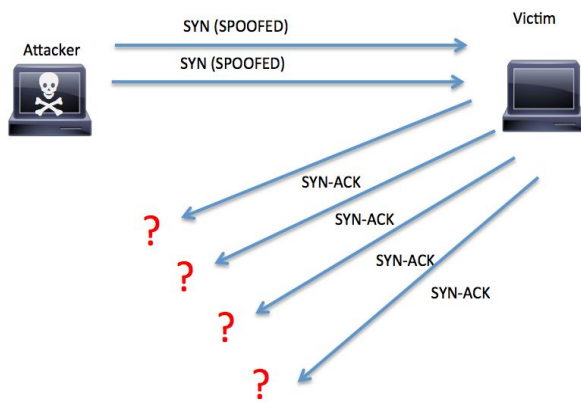 SYN (SPOOFED)
Victim
Attacker
SYN (SPOOFED)
SYN-ACK
?
SYN-ACK
?
SYN-ACK
?
SYN-ACK
?